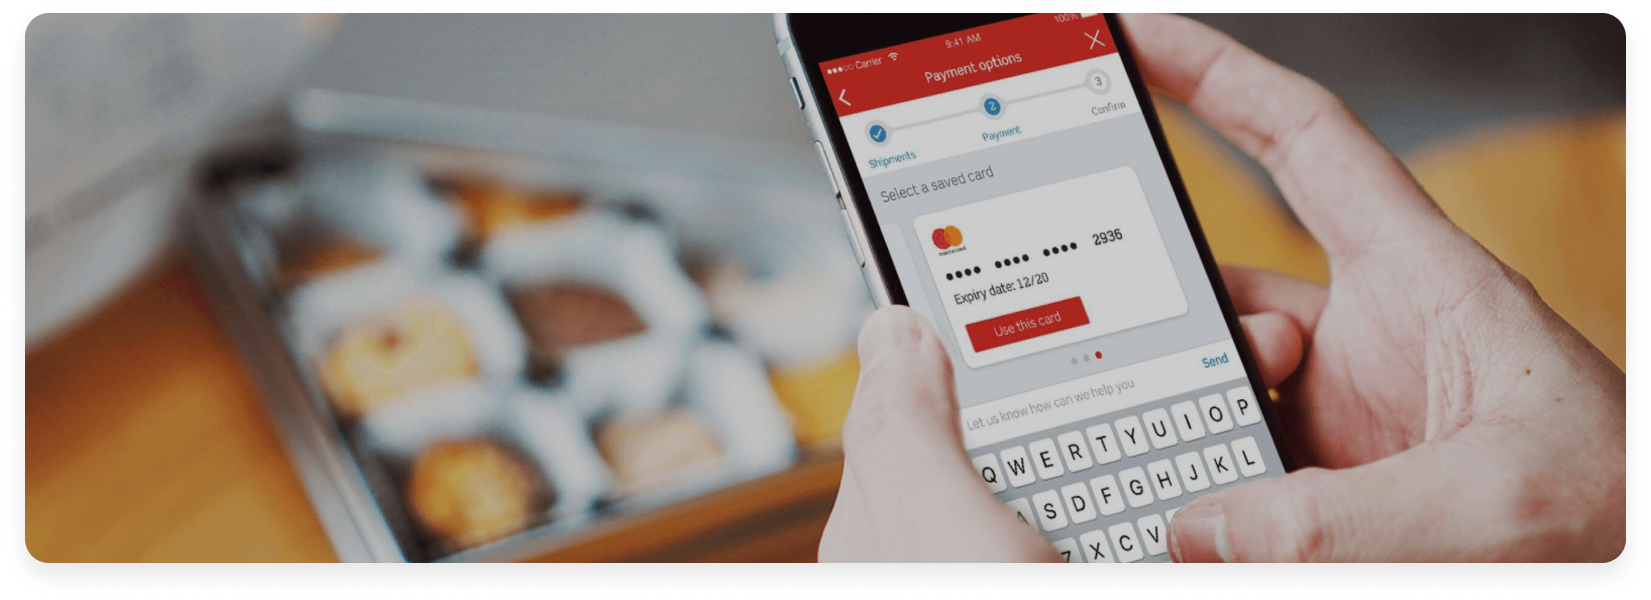 Carrier 9:41 AM 100%
Payment options
✓ 2 3
Shipments Payment Confirm
Select a saved card
mastercard
•••• •••• •••• 2936
Expiry date: 12/20
Use this card
Let us know how can we help you Send
Q W E R T Y U I O P
A S D F G H J K L
Z X C V